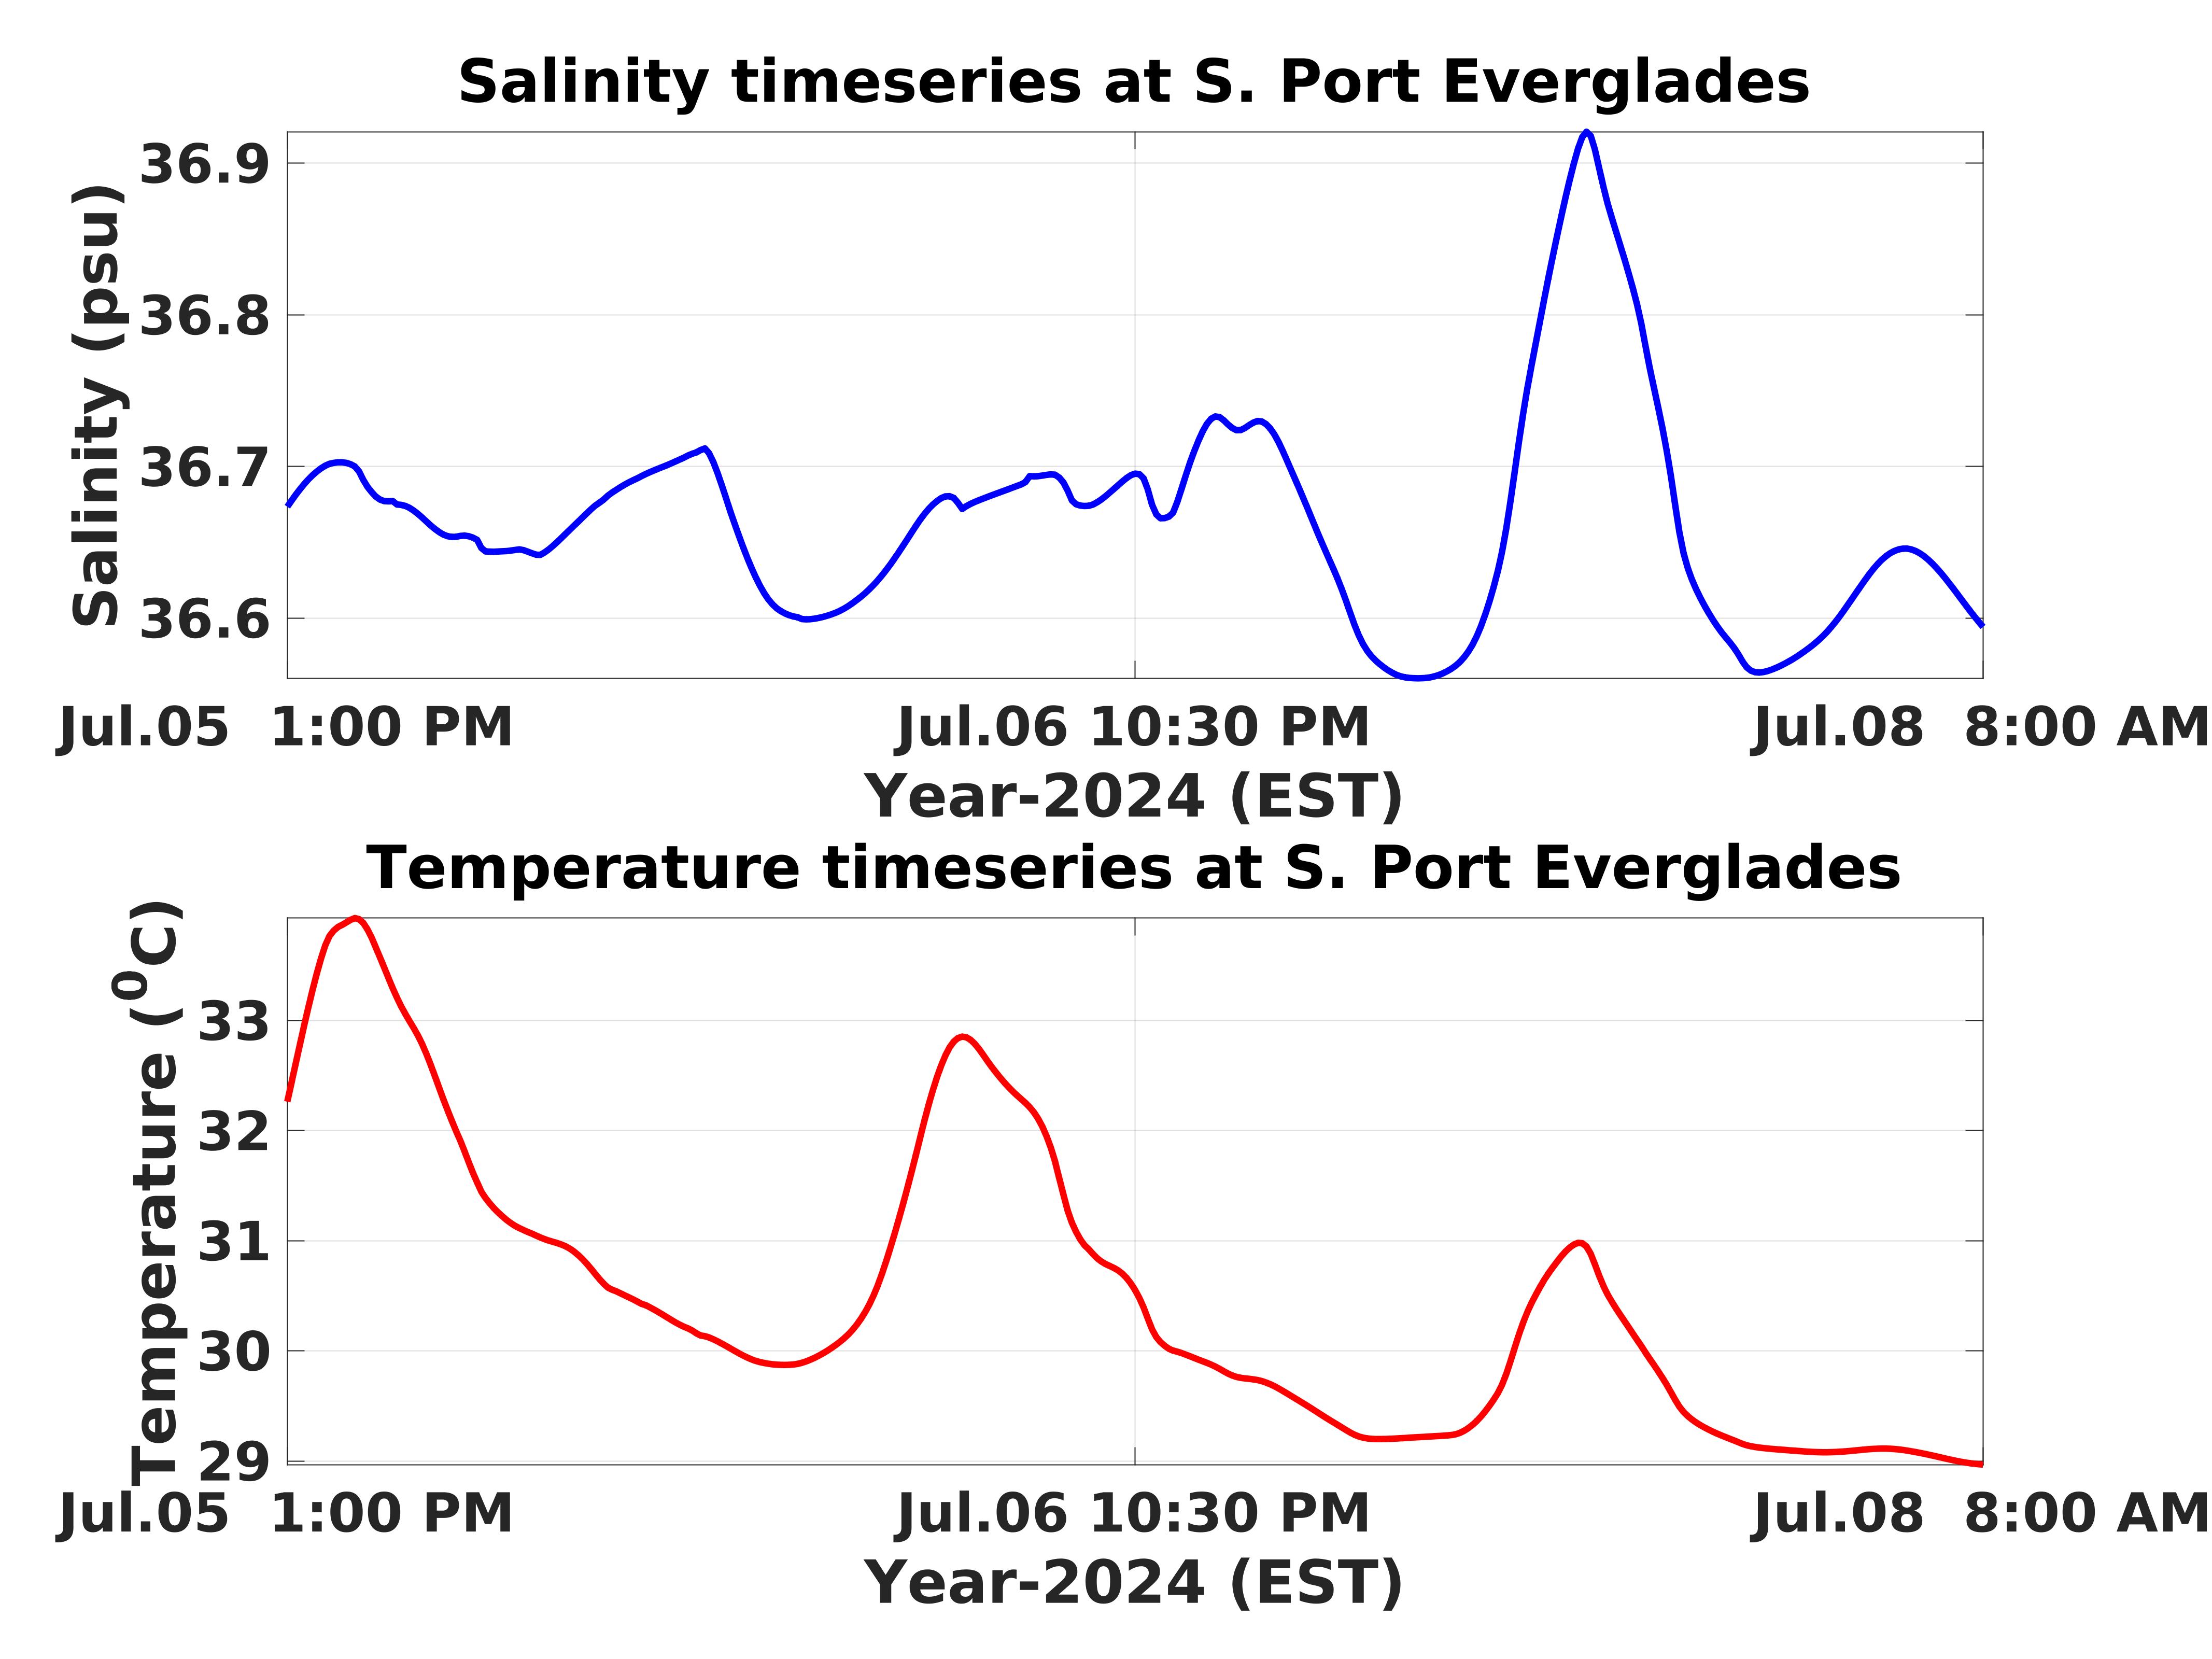 Salinity timeseries at S. Port Everglades
Salinity (psu)
36.9
36.8
36.7
36.6
Jul.05  1:00 PM
Jul.06 10:30 PM
Jul.08  8:00 AM
Year-2024 (EST)
Temperature timeseries at S. Port Everglades
Temperature (⁰C)
33
32
31
30
29
Jul.05  1:00 PM
Jul.06 10:30 PM
Jul.08  8:00 AM
Year-2024 (EST)